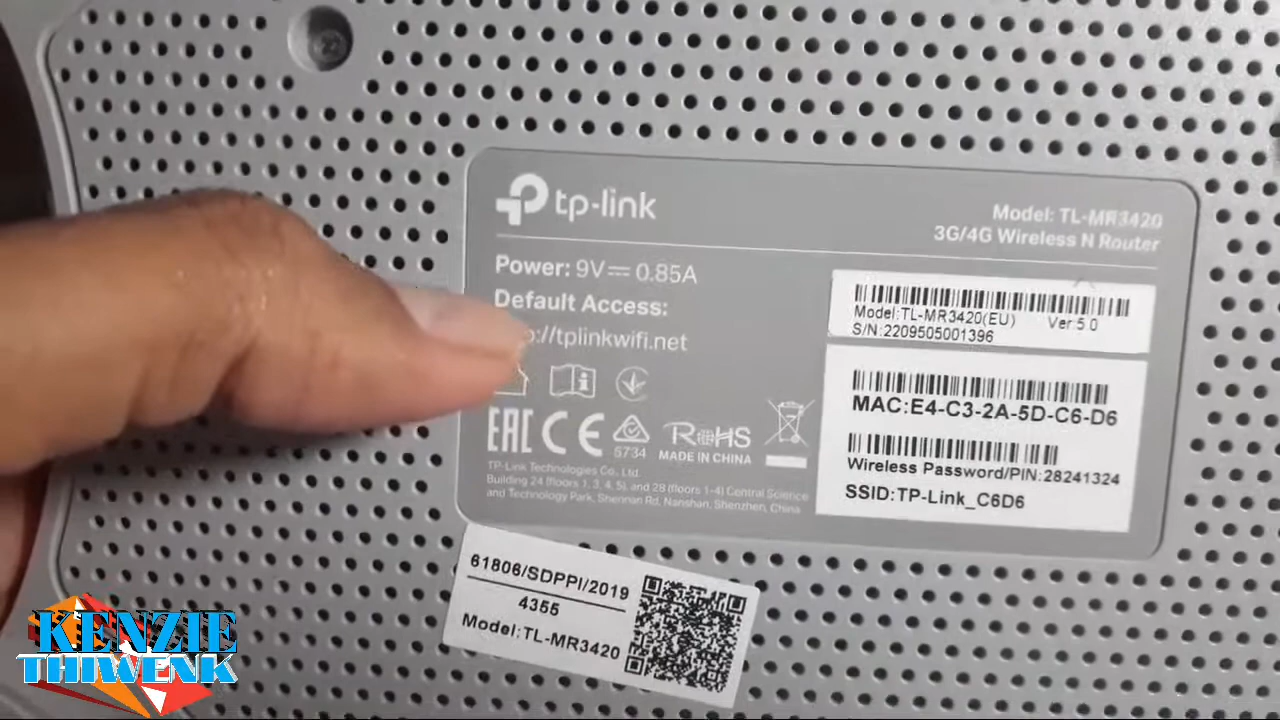 tp-link
Model: TL-MR3420
3G/4G Wireless N Router
Power: 9V⎓0.85A
Default Access:
://tplinkwifi.net
Model:TL-MR3420(EU) Ver:5.0
S/N:2209505001396
MAC:E4-C3-2A-5D-C6-D6
Wireless Password/PIN:28241324
SSID:TP-Link_C6D6
EAC CE 5734 RoHS
MADE IN CHINA
TP-Link Technologies Co., Ltd.
Building 24 (floors 1, 3, 4, 5), and 28 (floors 1-4) Central Science
and Technology Park, Shennan Rd, Nanshan, Shenzhen, China
61806/SDPPI/2019
4355
Model:TL-MR3420
KENZIE
THIWENK